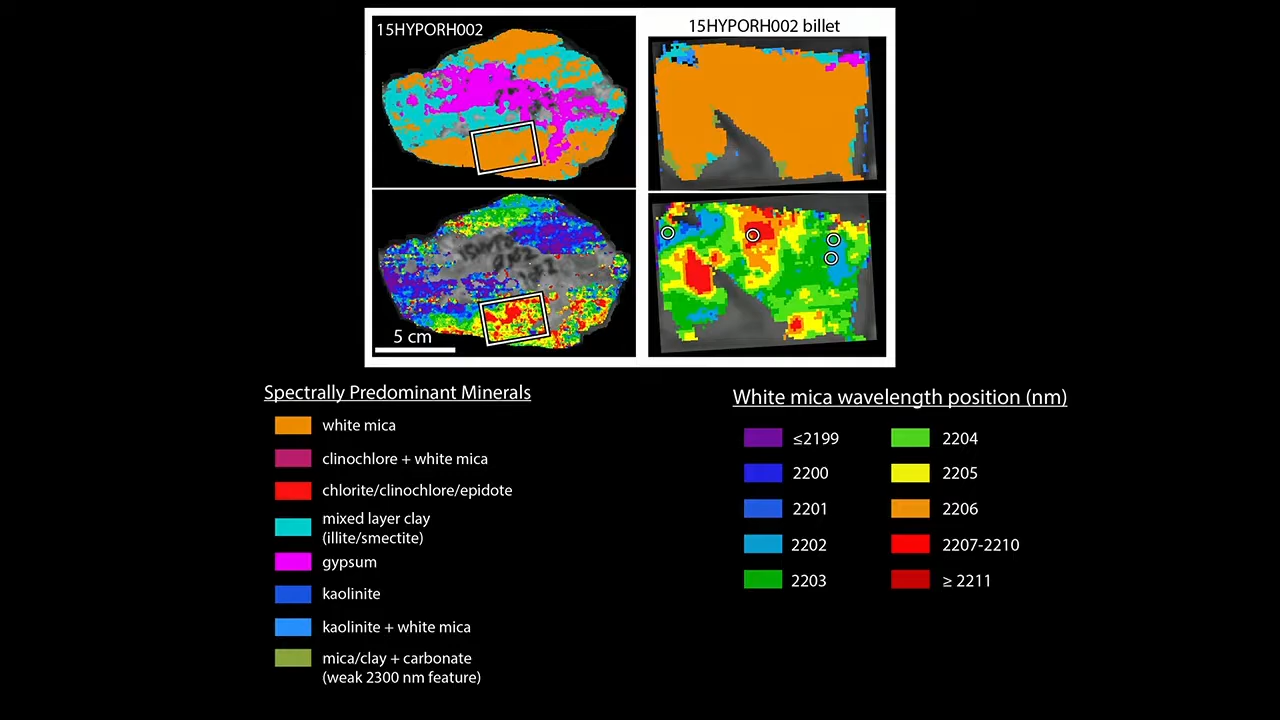 15HYPORH002
15HYPORH002 billet
5 cm
Spectrally Predominant Minerals
white mica
clinochlore + white mica
chlorite/clinochlore/epidote
mixed layer clay
(illite/smectite)
gypsum
kaolinite
kaolinite + white mica
mica/clay + carbonate
(weak 2300 nm feature)
White mica wavelength position (nm)
≤2199
2200
2201
2202
2203
2204
2205
2206
2207-2210
≥ 2211